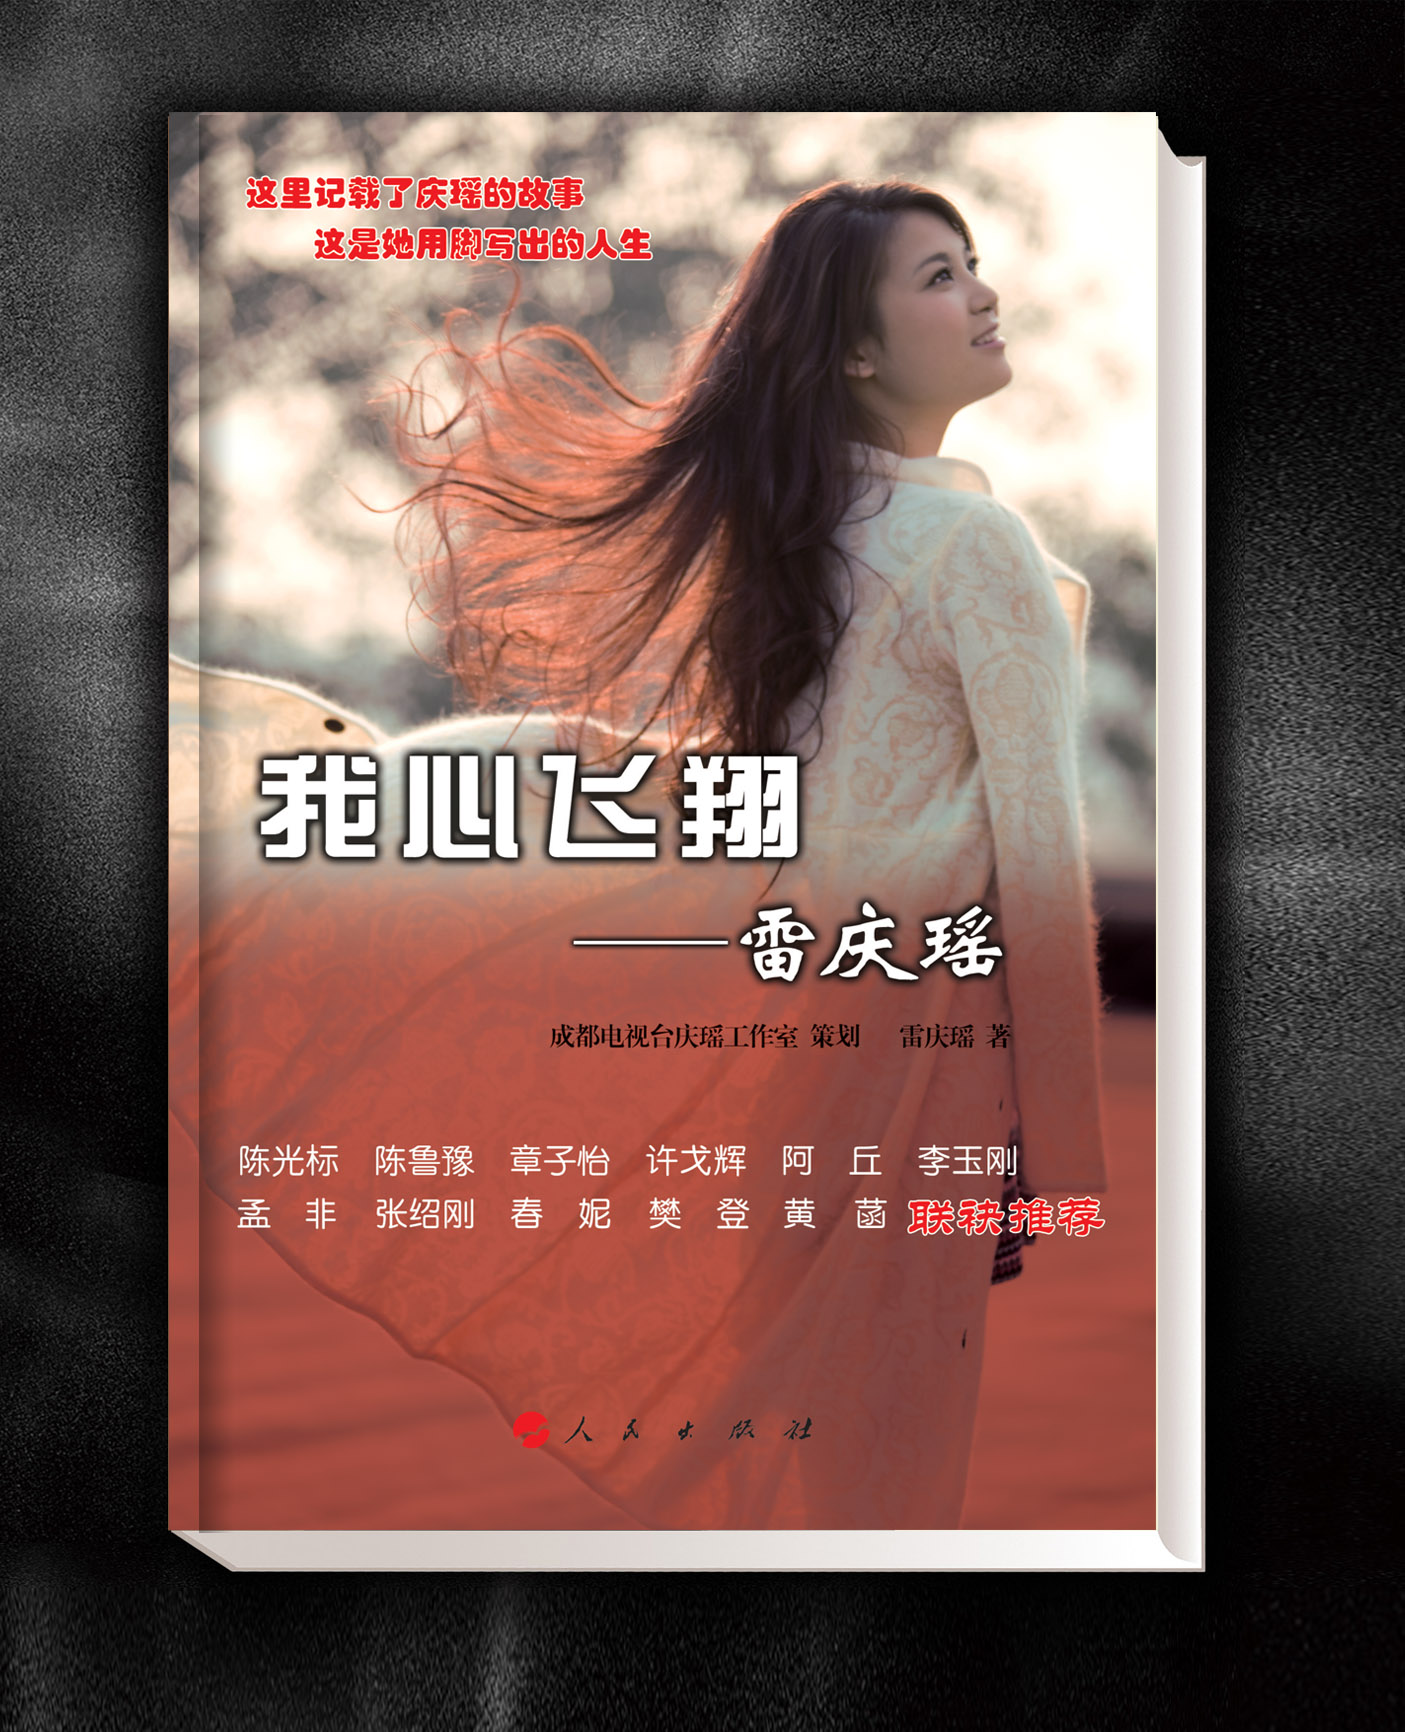 这里记载了庆瑶的故事
这是她用脚写出的人生
我心飞翔
——雷庆瑶
成都电视台庆瑶工作室 策划 雷庆瑶 著
陈光标 陈鲁豫 章子怡 许戈辉 阿丘 李玉刚
孟非 张绍刚 春妮 樊登 黄菡 联袂推荐
人民出版社